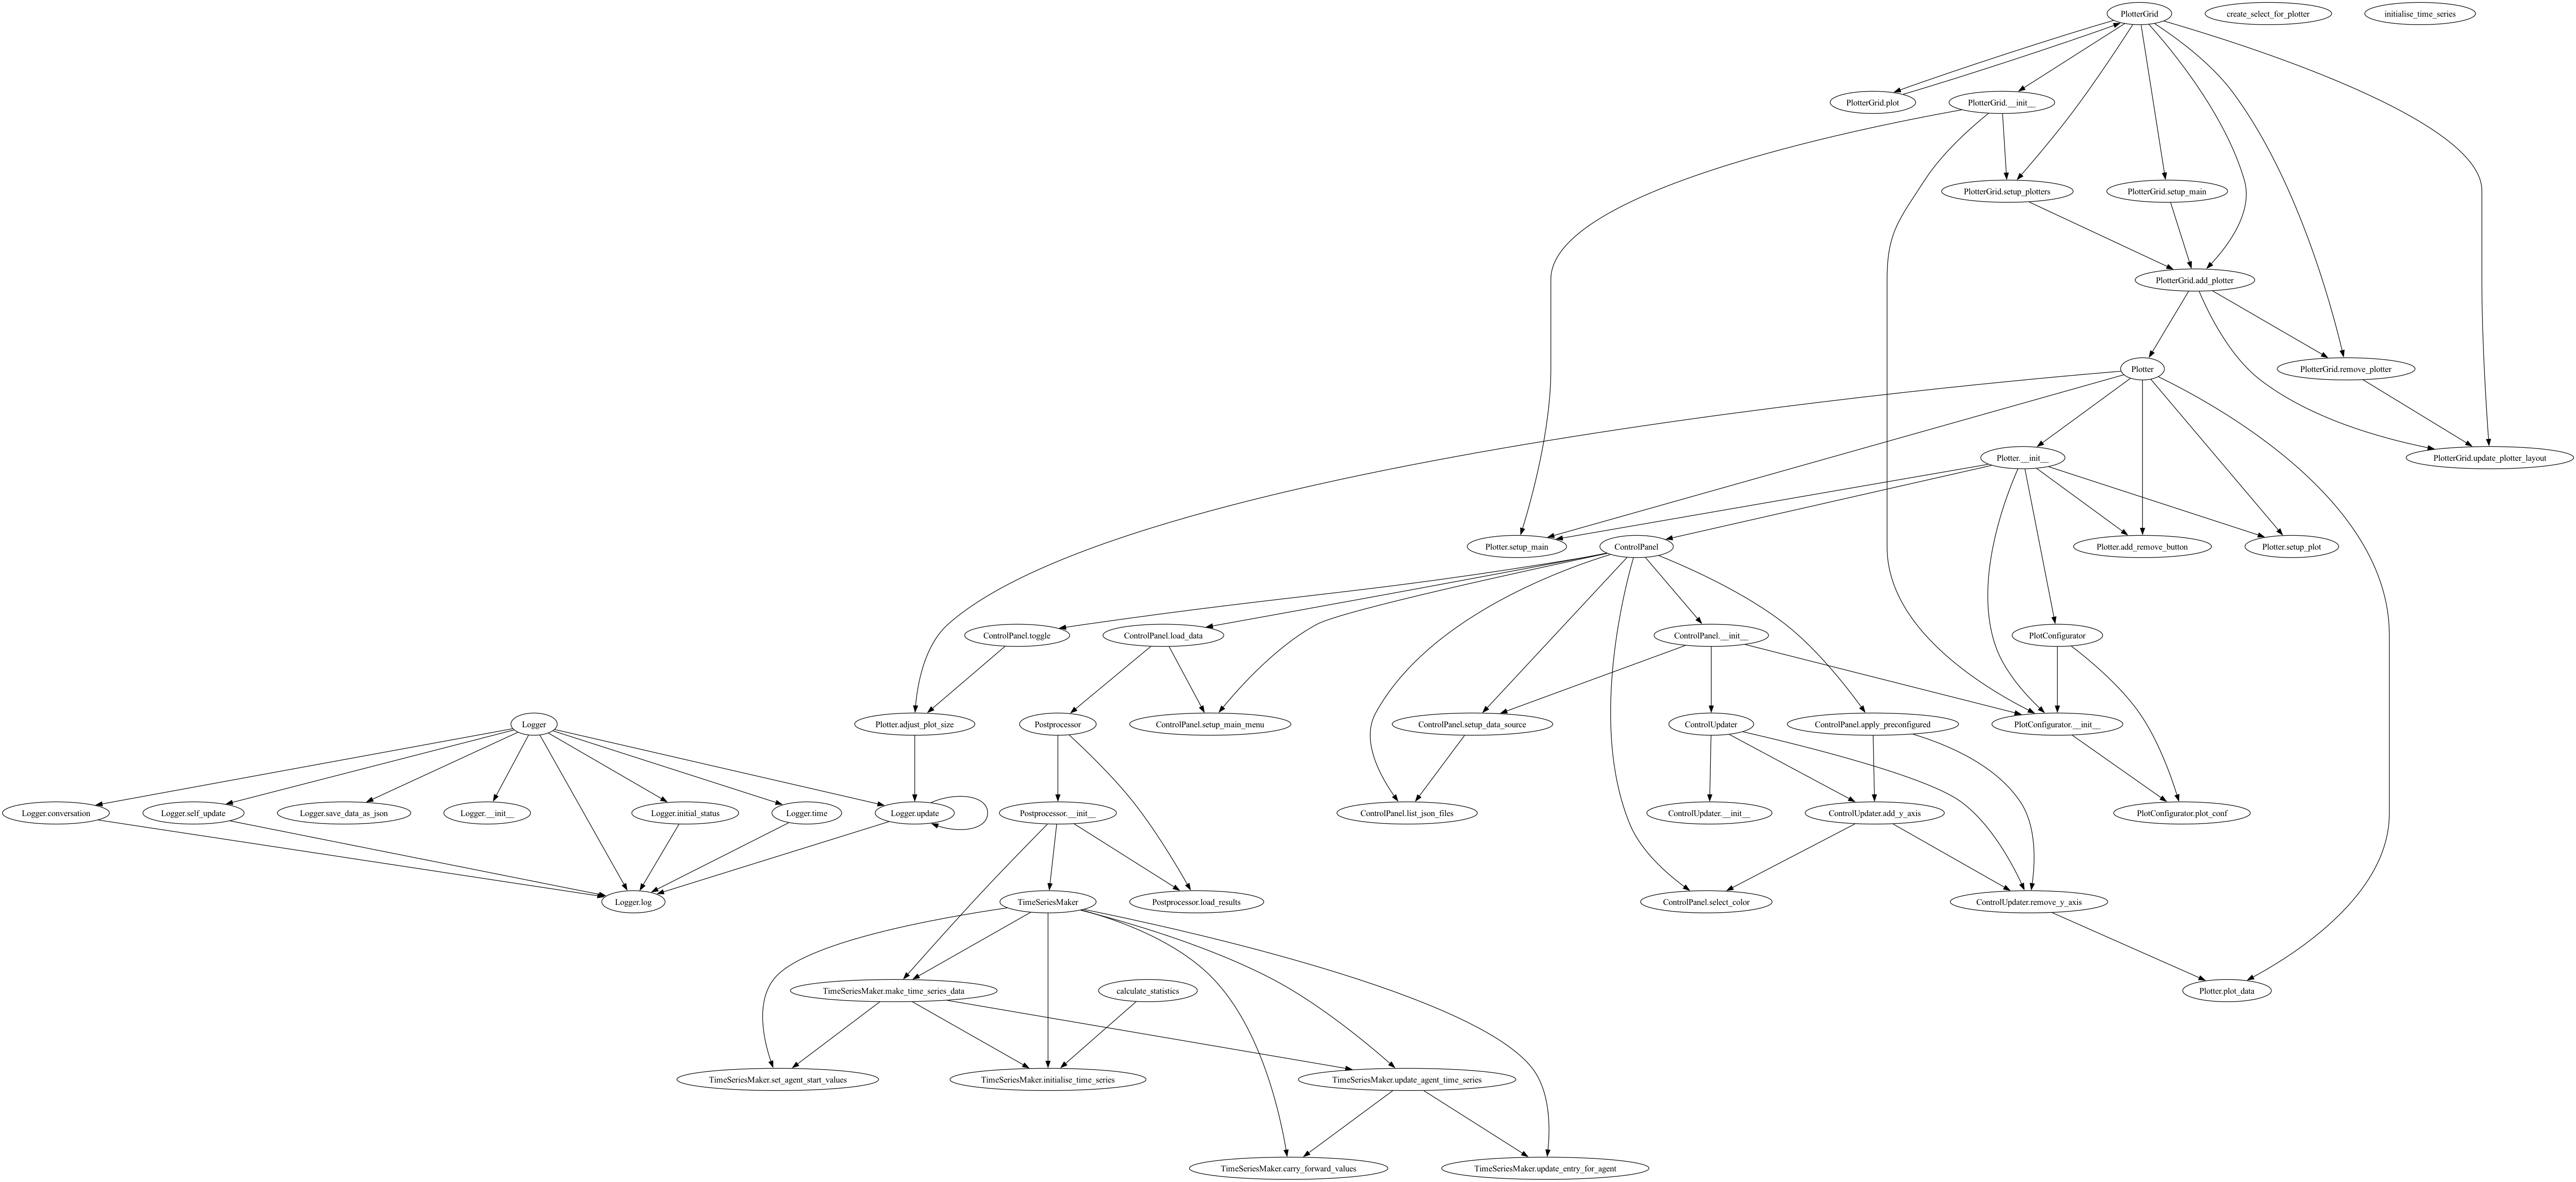 PlotterGrid
create_select_for_plotter
initialise_time_series
PlotterGrid.plot
PlotterGrid.__init__
PlotterGrid.setup_plotters
PlotterGrid.setup_main
PlotterGrid.add_plotter
Plotter
PlotterGrid.remove_plotter
Plotter.__init__
PlotterGrid.update_plotter_layout
Plotter.setup_main
ControlPanel
Plotter.add_remove_button
Plotter.setup_plot
ControlPanel.toggle
ControlPanel.load_data
ControlPanel.__init__
PlotConfigurator
Logger
Plotter.adjust_plot_size
Postprocessor
ControlPanel.setup_main_menu
ControlPanel.setup_data_source
ControlUpdater
ControlPanel.apply_preconfigured
PlotConfigurator.__init__
Logger.conversation
Logger.self_update
Logger.save_data_as_json
Logger.__init__
Logger.initial_status
Logger.time
Logger.update
Postprocessor.__init__
ControlPanel.list_json_files
ControlUpdater.__init__
ControlUpdater.add_y_axis
PlotConfigurator.plot_conf
Logger.log
TimeSeriesMaker
Postprocessor.load_results
ControlPanel.select_color
ControlUpdater.remove_y_axis
TimeSeriesMaker.make_time_series_data
calculate_statistics
Plotter.plot_data
TimeSeriesMaker.set_agent_start_values
TimeSeriesMaker.initialise_time_series
TimeSeriesMaker.update_agent_time_series
TimeSeriesMaker.carry_forward_values
TimeSeriesMaker.update_entry_for_agent